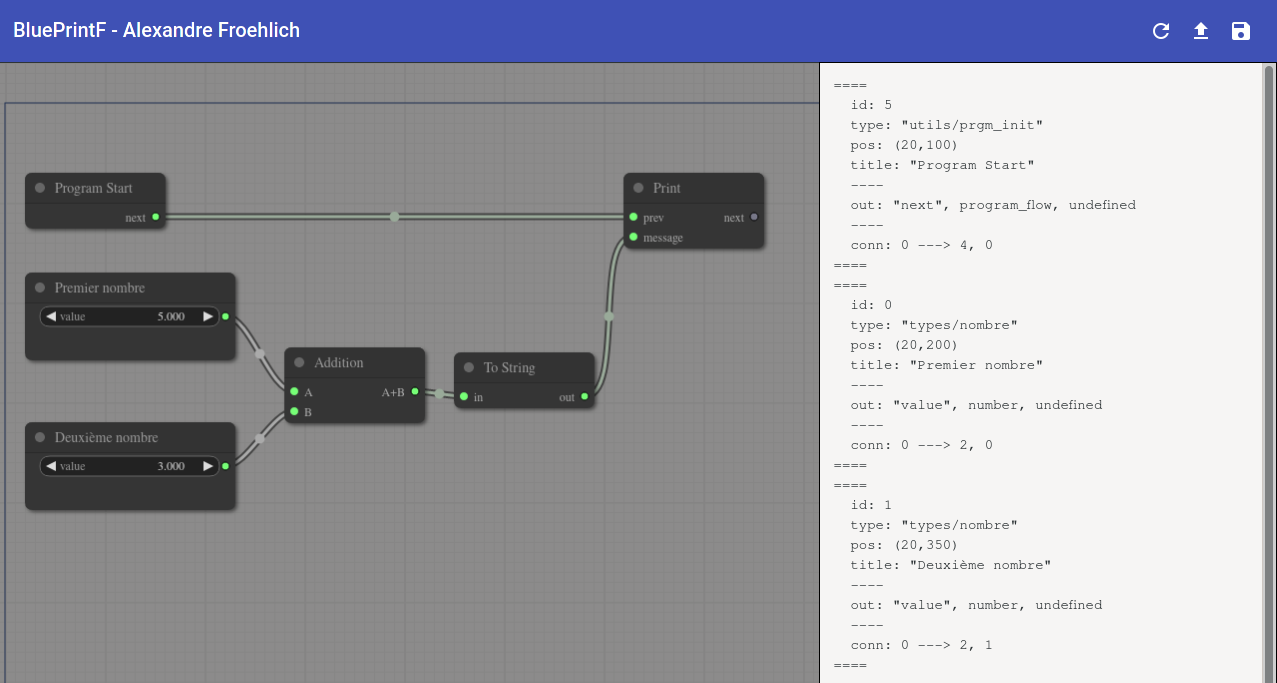 BluePrintF - Alexandre Froehlich
Program Start
next
Print
prev
next
message
Premier nombre
value
5.000
Addition
A
A+B
B
To String
in
out
Deuxième nombre
value
3.000
====
id: 5
type: "utils/prgm_init"
pos: (20,100)
title: "Program Start"
----
out: "next", program_flow, undefined
----
conn: 0 ---> 4, 0
====
====
id: 0
type: "types/nombre"
pos: (20,200)
title: "Premier nombre"
----
out: "value", number, undefined
----
conn: 0 ---> 2, 0
====
====
id: 1
type: "types/nombre"
pos: (20,350)
title: "Deuxième nombre"
----
out: "value", number, undefined
----
conn: 0 ---> 2, 1
====